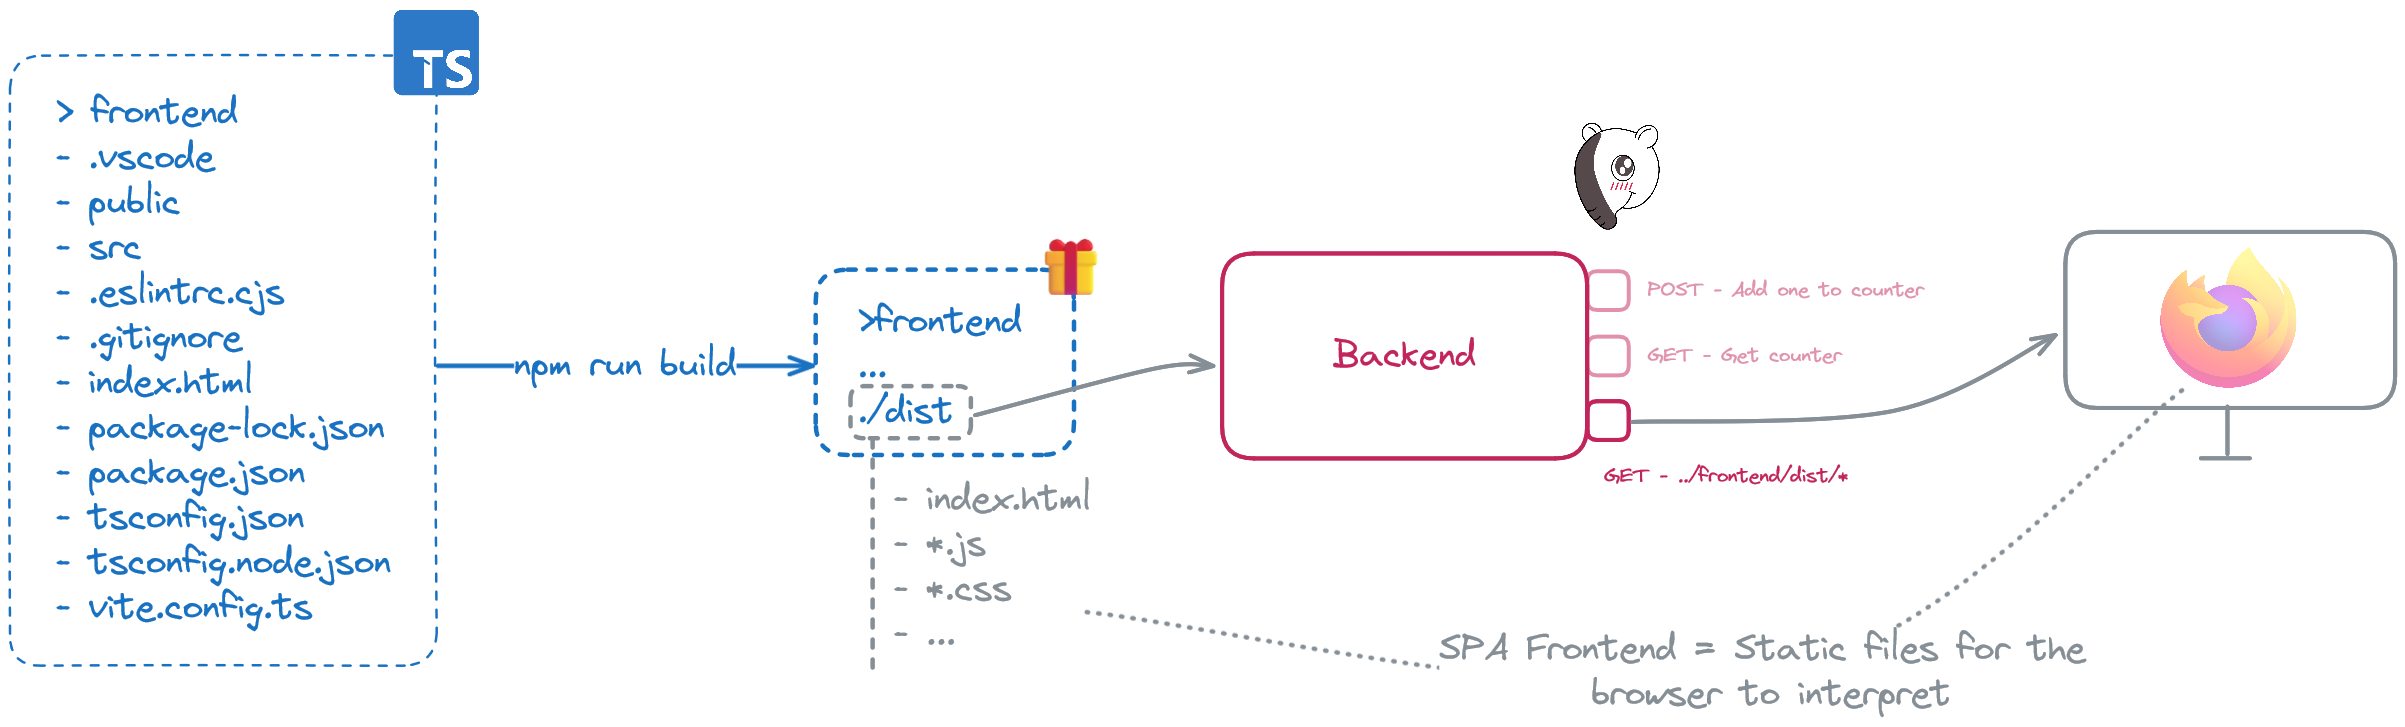 TS
> frontend
- .vscode
- public
- src
- .eslintrc.cjs
- .gitignore
- index.html
- package-lock.json
- package.json
- tsconfig.json
- tsconfig.node.json
- vite.config.ts
npm run build
>frontend
...
./dist
- index.html
- *.js
- *.css
- ...
Backend
POST - Add one to counter
GET - Get counter
GET - ../frontend/dist/*
SPA Frontend = Static files for the
browser to interpret